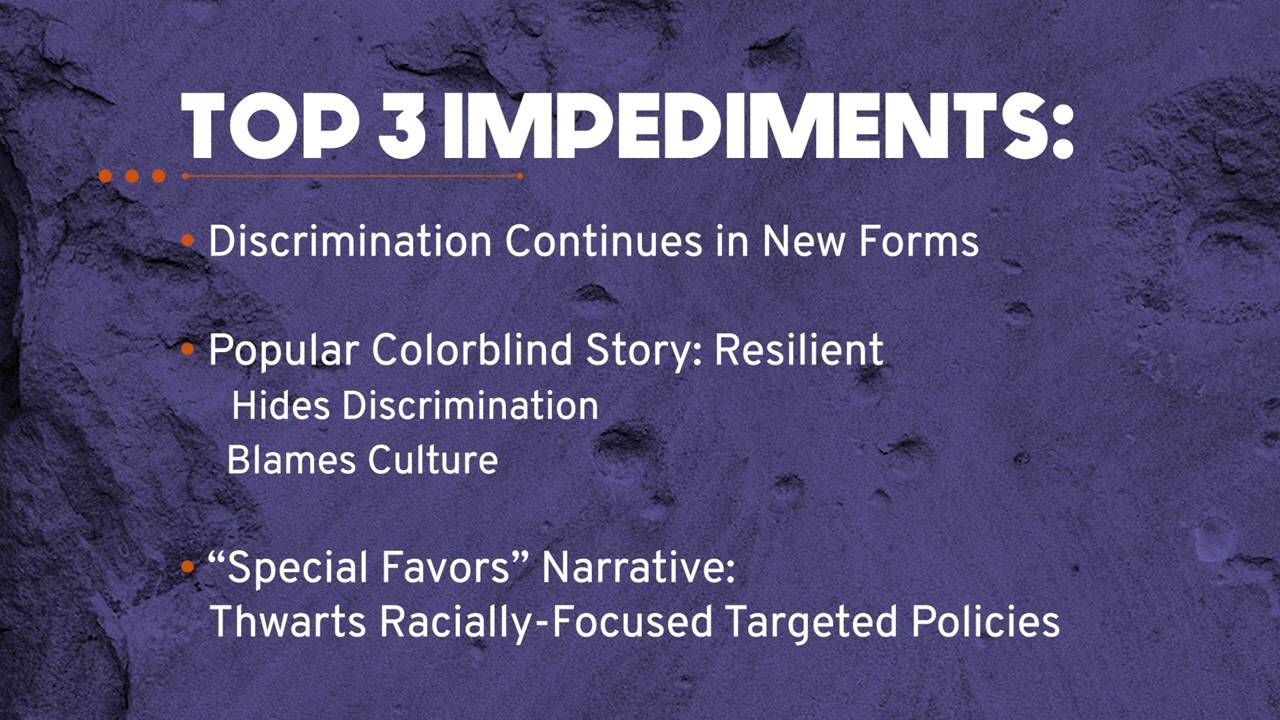 TOP 3 IMPEDIMENTS:
• Discrimination Continues in New Forms
• Popular Colorblind Story: Resilient
Hides Discrimination
Blames Culture
• “Special Favors” Narrative:
Thwarts Racially-Focused Targeted Policies